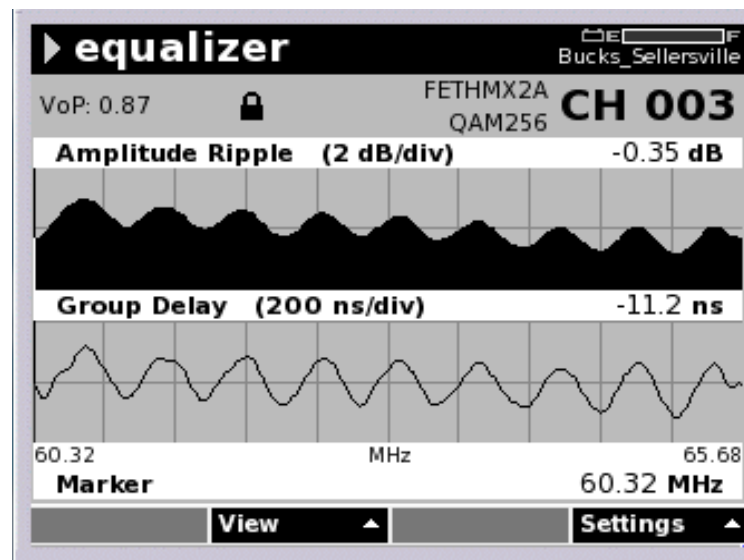 equalizer
E F
Bucks_Sellersville
VoP: 0.87
FETHMX2A
QAM256
CH 003
Amplitude Ripple (2 dB/div) -0.35 dB
Group Delay (200 ns/div) -11.2 ns
60.32 MHz 65.68
Marker 60.32 MHz
View Settings